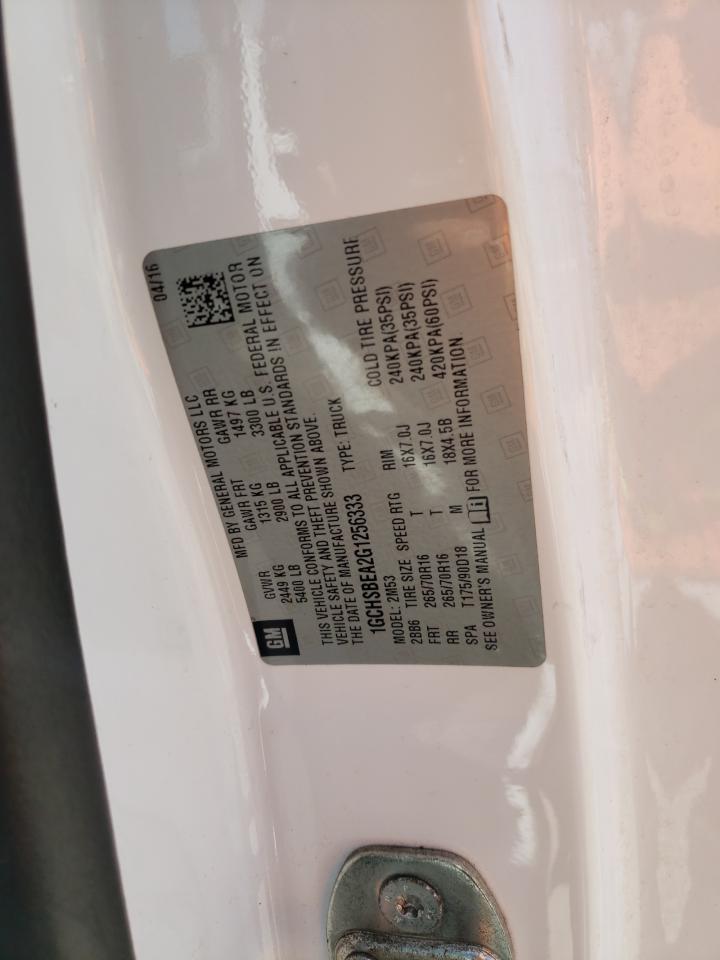 GM
04/16
MFD BY GENERAL MOTORS LLC
GVWR GAWR FRT GAWR RR
2449 KG 1315 KG 1497 KG
5400 LB 2900 LB 3300 LB
THIS VEHICLE CONFORMS TO ALL APPLICABLE U.S. FEDERAL MOTOR
VEHICLE SAFETY AND THEFT PREVENTION STANDARDS IN EFFECT ON
THE DATE OF MANUFACTURE SHOWN ABOVE.
1GCHSBEA2G1256333 TYPE: TRUCK
MODEL: 2M53
2BB6 TIRE SIZE SPEED RTG RIM COLD TIRE PRESSURE
FRT 265/70R16 T 16X7.0J 240KPA(35PSI)
RR 265/70R16 T 16X7.0J 240KPA(35PSI)
SPA T175/90D18 M 18X4.5B 420KPA(60PSI)
SEE OWNER'S MANUAL FOR MORE INFORMATION.